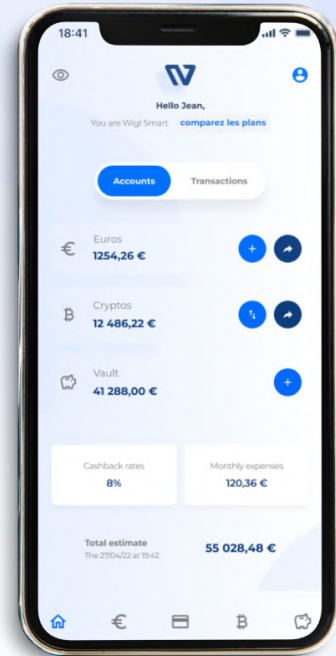 18:41
Hello Jean,
You are Wigl Smart comparez les plans
Accounts Transactions
Euros
1254,26 €
Cryptos
12 486,22 €
Vault
41 288,00 €
Cashback rates Monthly expenses
8% 120,36 €
Total estimate
The 27/04/22 at 19:42 55 028,48 €